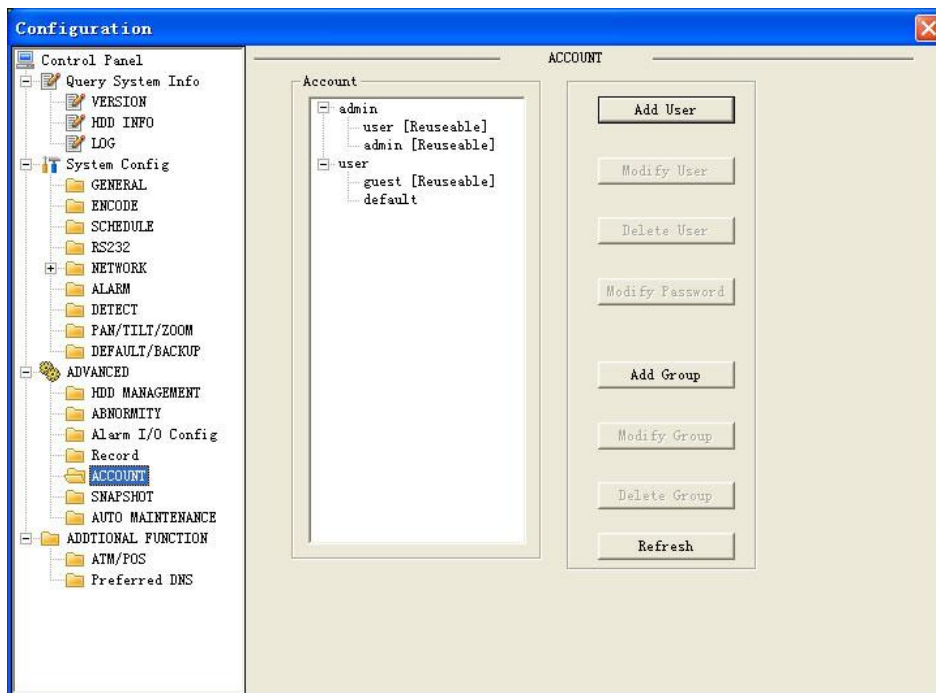 Configuration
Control Panel
Query System Info
VERSION
HDD INFO
LOG
System Config
GENERAL
ENCODE
SCHEDULE
RS232
NETWORK
ALARM
DETECT
PAN/TILT/ZOOM
DEFAULT/BACKUP
ADVANCED
HDD MANAGEMENT
ABNORMITY
Alarm I/O Config
Record
ACCOUNT
SNAPSHOT
AUTO MAINTENANCE
ADDTIONAL FUNCTION
ATM/POS
Preferred DNS
ACCOUNT
Account
admin
user [Reuseable]
admin [Reuseable]
user
guest [Reuseable]
default
Add User
Modify User
Delete User
Modify Password
Add Group
Modify Group
Delete Group
Refresh